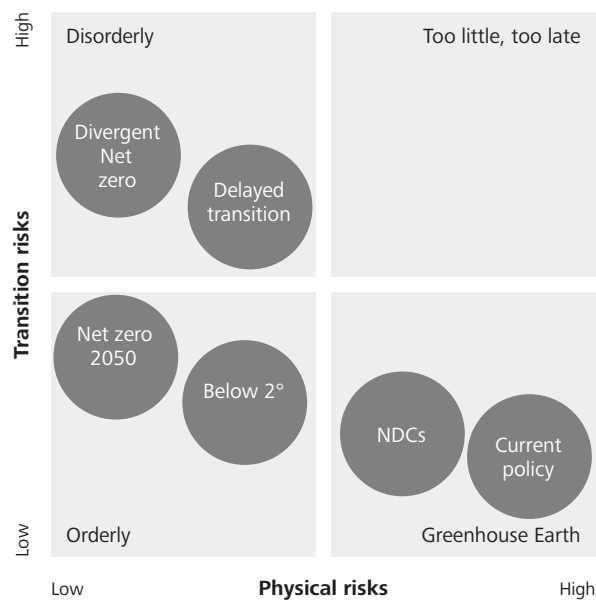 High
Disorderly
Too little, too late
Divergent
Net
zero
Delayed
transition
Transition risks
Net zero
2050
Below 2°
NDCs
Current
policy
Low
Orderly
Greenhouse Earth
Low
Physical risks
High